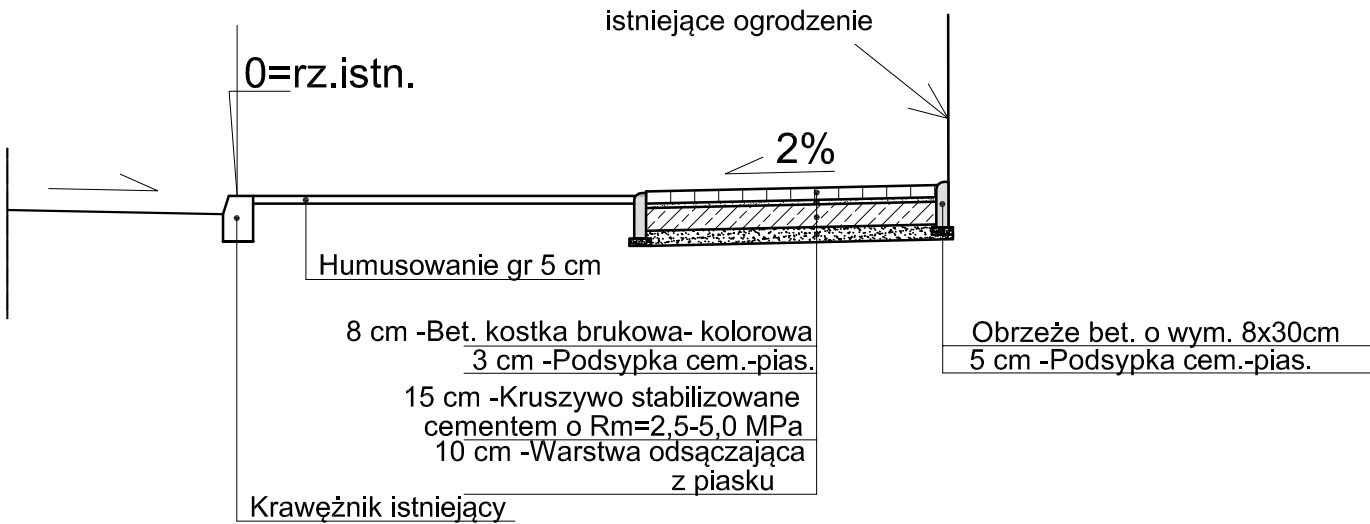 istniejące ogrodzenie
0=rz.istn.
2%
Humusowanie gr 5 cm
8 cm -Bet. kostka brukowa- kolorowa
3 cm -Podsypka cem.-pias.
15 cm -Kruszywo stabilizowane
cementem o Rm=2,5-5,0 MPa
10 cm -Warstwa odsączająca
z piasku
Obrzeże bet. o wym. 8x30cm
5 cm -Podsypka cem.-pias.
Krawężnik istniejący